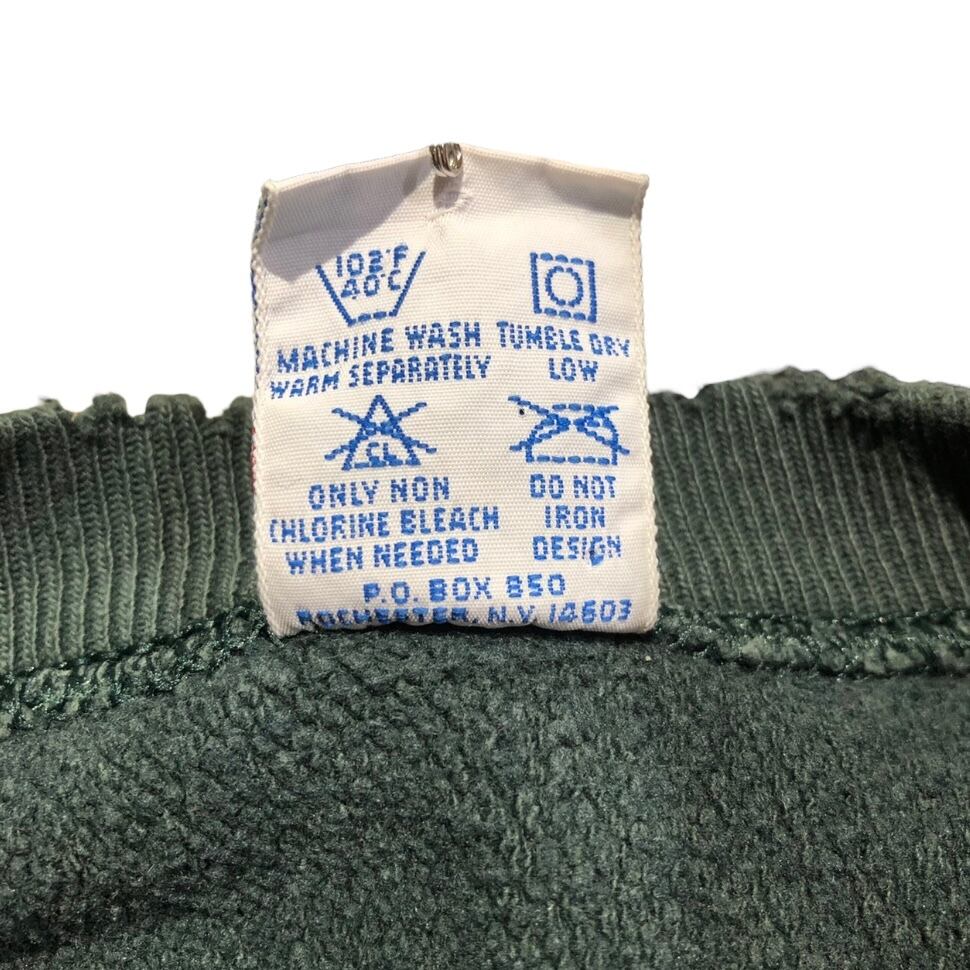 103°F
40°C
MACHINE WASH
WARM SEPARATELY
TUMBLE DRY
LOW
CL
ONLY NON
CHLORINE BLEACH
WHEN NEEDED
DO NOT
IRON
DESIGN
P.O. BOX 850
ROCHESTER, N.Y. 14603